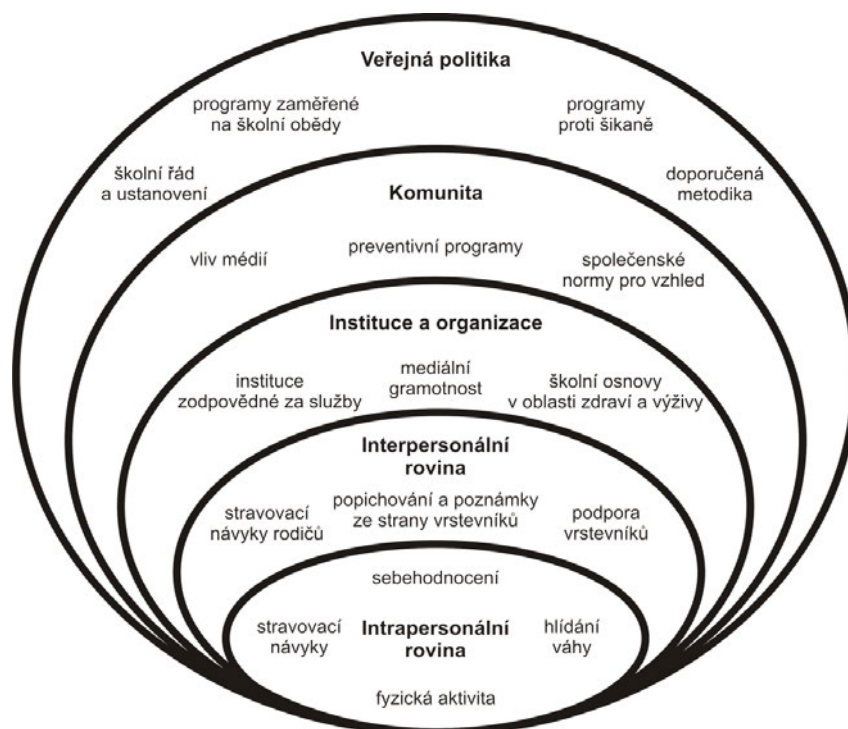 Veřejná politika
programy zaměřené
na školní obědy
programy
proti šikaně
školní řád
a ustanovení
doporučená
metodika
Komunita
vliv médií
preventivní programy
společenské
normy pro vzhled
Instituce a organizace
instituce
zodpovědné za služby
mediální
gramotnost
školní osnovy
v oblasti zdraví a výživy
Interpersonální
rovina
stravovací
návyky rodičů
popichování a poznámky
ze strany vrstevníků
podpora
vrstevníků
sebehodnocení
stravovací
návyky
Intrapersonální
rovina
hlídání
váhy
fyzická aktivita